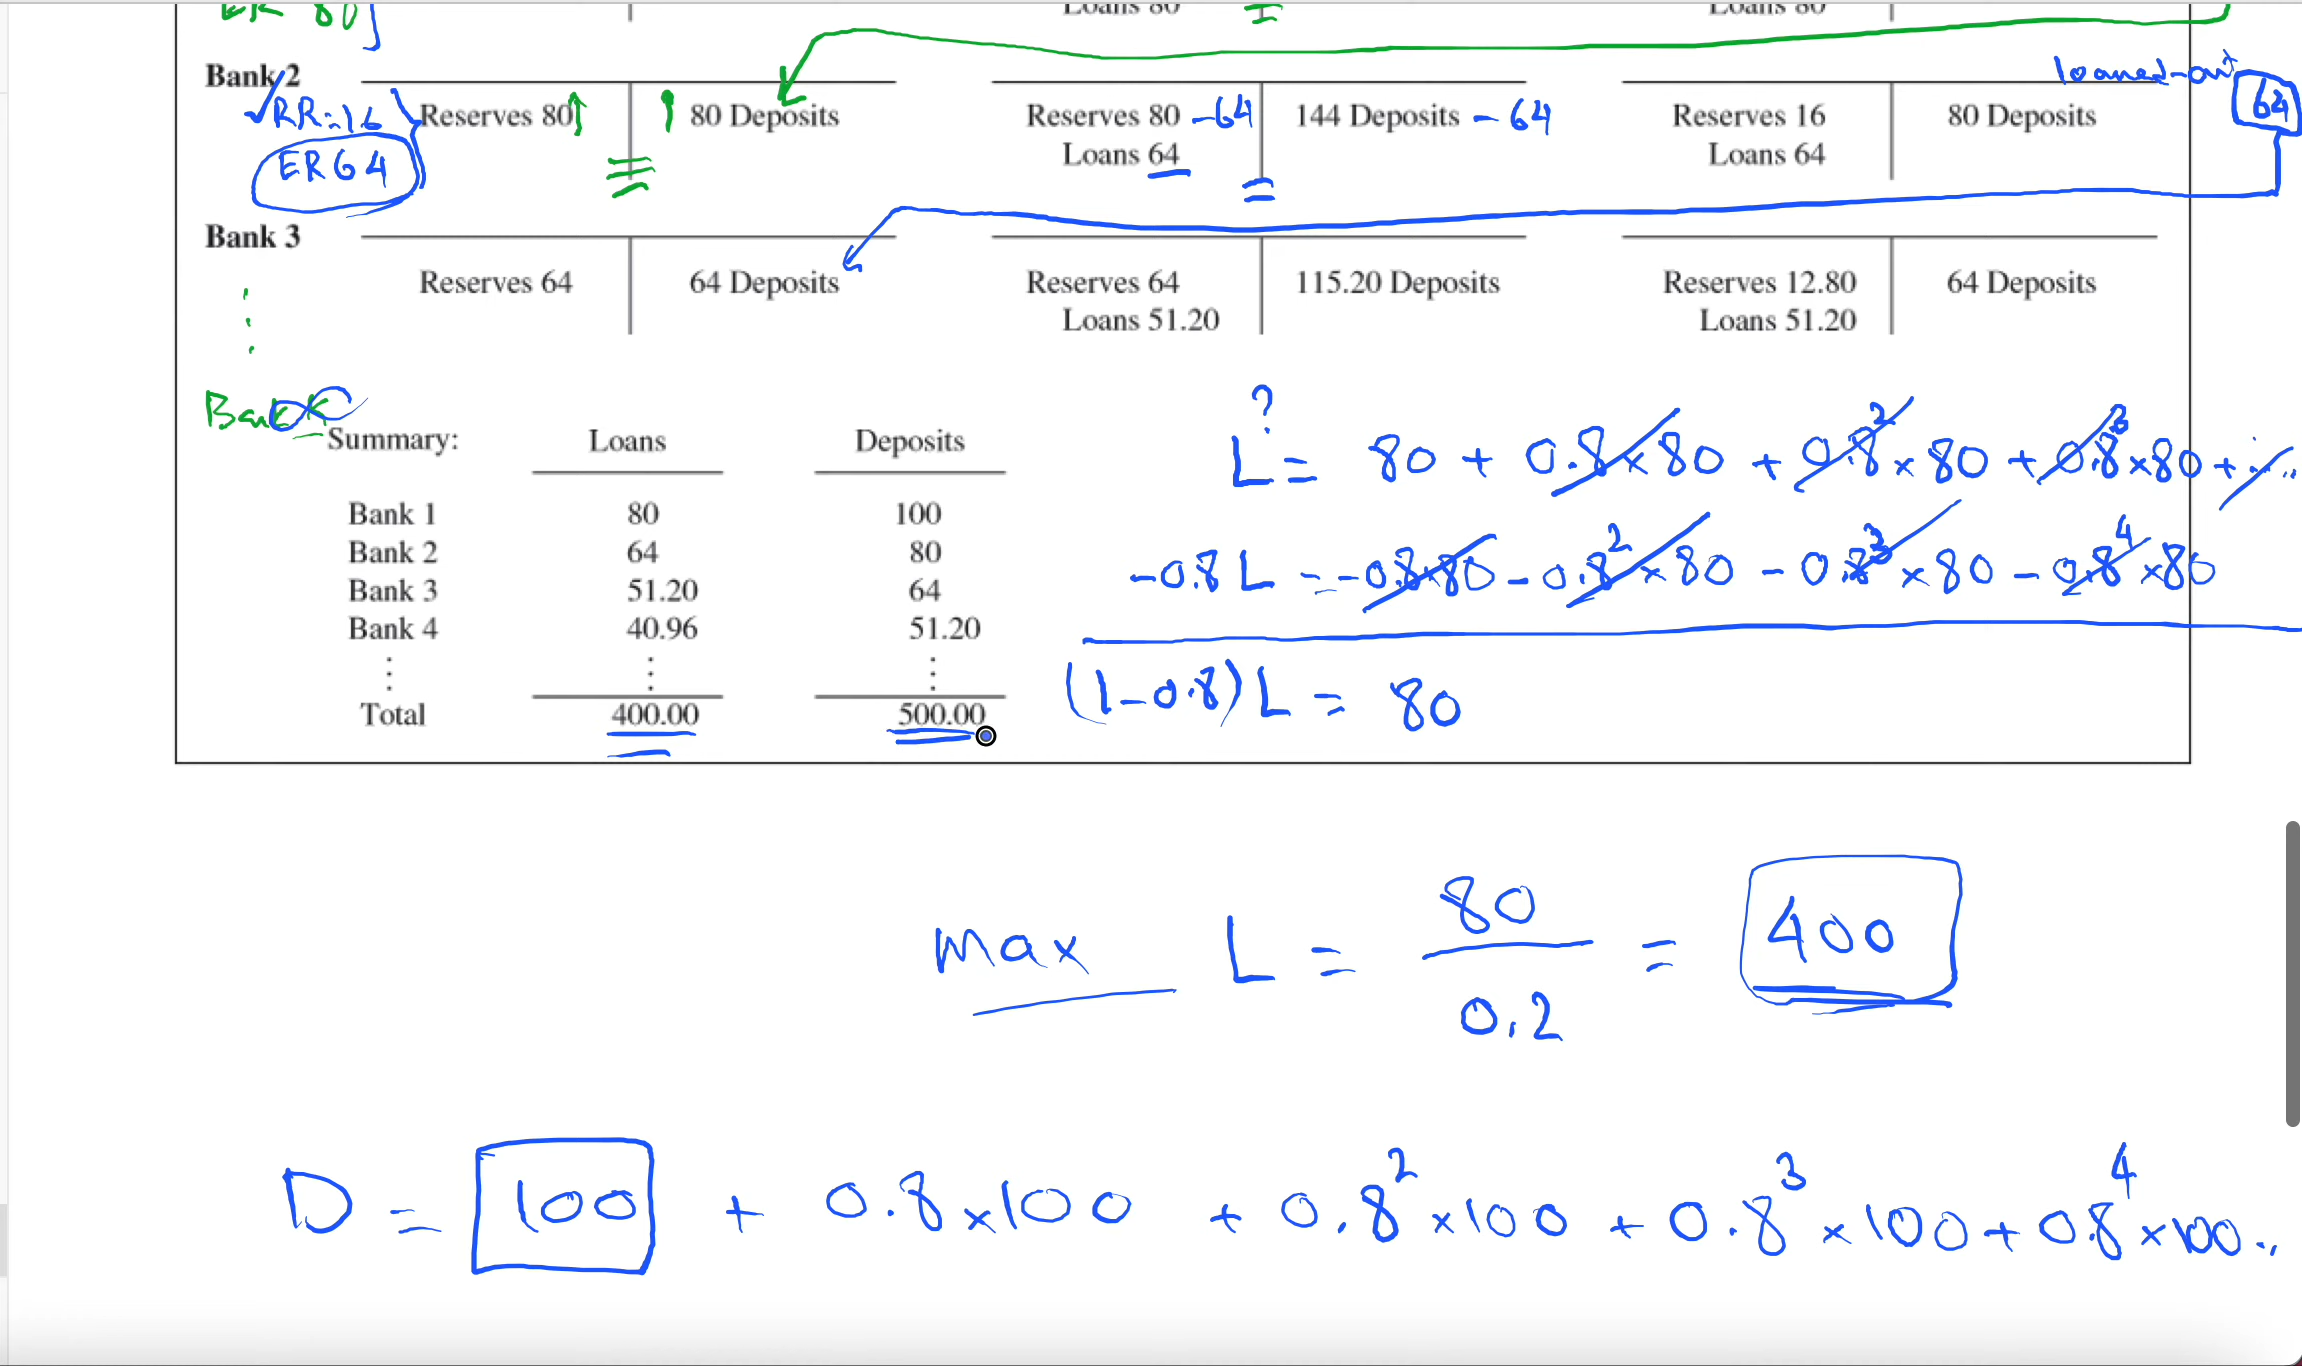 ER 80
Loans 80
Loans 80
loaned-out 64
Bank 2
RR=16
ER 64
Reserves 80 80 Deposits
Reserves 80 -64 144 Deposits - 64
Loans 64
Reserves 16 80 Deposits
Loans 64
Bank 3
Reserves 64 64 Deposits
Reserves 64 115.20 Deposits
Loans 51.20
Reserves 12.80 64 Deposits
Loans 51.20
Summary: Loans Deposits
Bank 1 80 100
Bank 2 64 80
Bank 3 51.20 64
Bank 4 40.96 51.20
Total 400.00 500.00
?
L = 80 + 0.8 × 80 + 0.8² × 80 + 0.8³ × 80 + ....
-0.8 L = -0.8×80 - 0.8² × 80 - 0.8³ × 80 - 0.8⁴ × 80
(1-0.8) L = 80
max L = 80 / 0.2 = 400
D = 100 + 0.8 × 100 + 0.8² × 100 + 0.8³ × 100 + 0.8⁴ × 100..